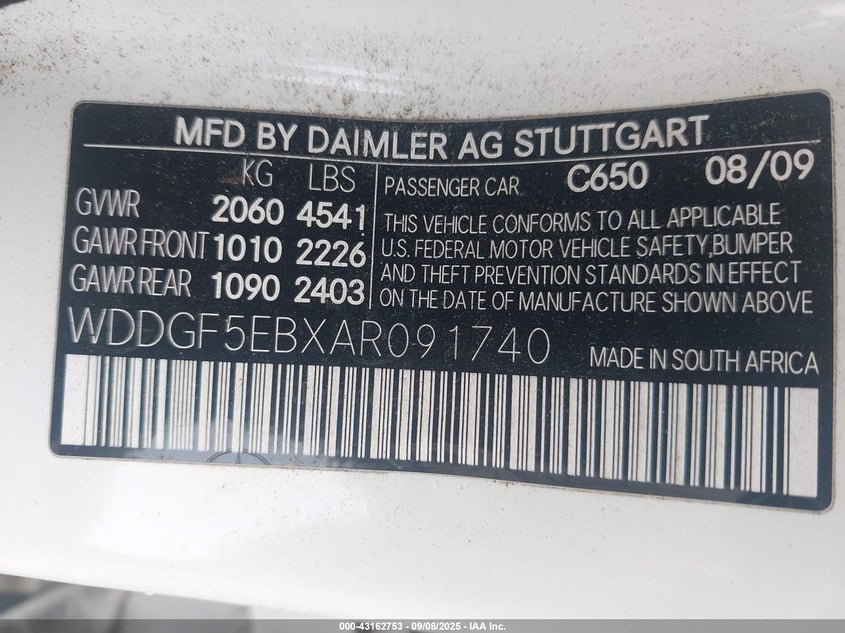 MFD BY DAIMLER AG STUTTGART
KG LBS
GVWR 2060 4541
GAWR FRONT 1010 2226
GAWR REAR 1090 2403
PASSENGER CAR C650 08/09
THIS VEHICLE CONFORMS TO ALL APPLICABLE
U.S. FEDERAL MOTOR VEHICLE SAFETY,BUMPER
AND THEFT PREVENTION STANDARDS IN EFFECT
ON THE DATE OF MANUFACTURE SHOWN ABOVE
WDDGF5EBXAR091740
MADE IN SOUTH AFRICA
000-43162753 - 09/08/2025 - IAA Inc.